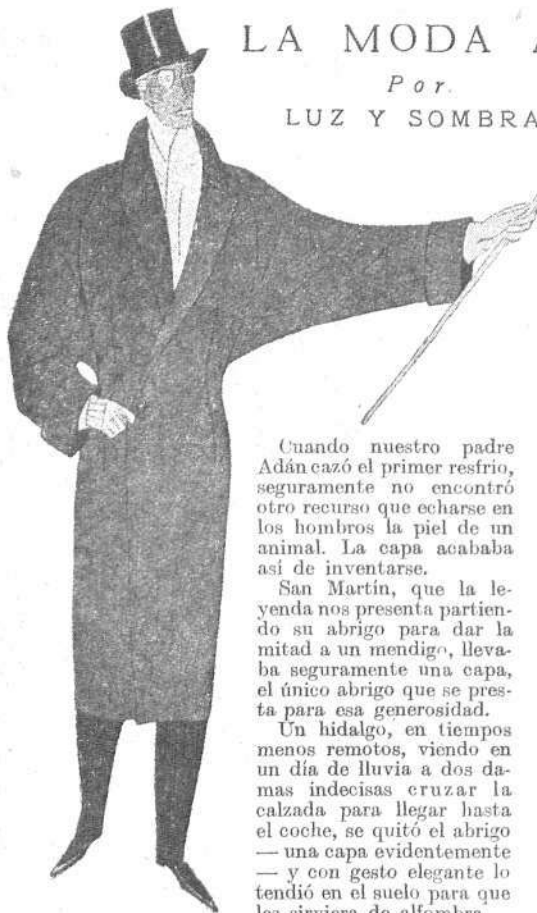 LA MODA
Por
LUZ Y SOMBRA
Cuando nuestro padre
Adán cazó el primer resfrío,
seguramente no encontró
otro recurso que echarse en
los hombros la piel de un
animal. La capa acababa
así de inventarse.
San Martín, que la le-
yenda nos presenta partien-
do su abrigo para dar la
mitad a un mendigo, lleva-
ba seguramente una capa,
el único abrigo que se pres-
ta para esa generosidad.
Un hidalgo, en tiempos
menos remotos, viendo en
un día de lluvia a dos da-
mas indecisas cruzar la
calzada para llegar hasta
el coche, se quitó el abrigo
— una capa evidentemente
— y con gesto elegante lo
tendió en el suelo para que
les sirviera de alfombra